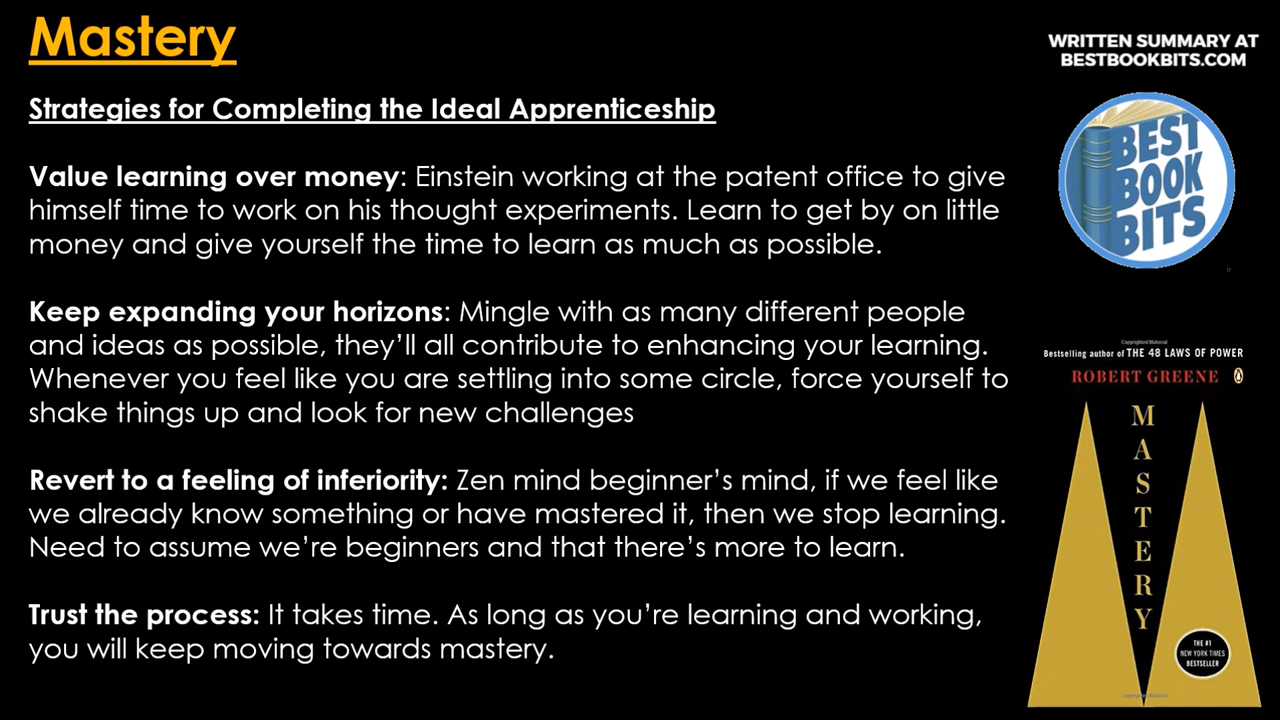 Mastery
WRITTEN SUMMARY AT
BESTBOOKBITS.COM
Strategies for Completing the Ideal Apprenticeship
Value learning over money: Einstein working at the patent office to give
himself time to work on his thought experiments. Learn to get by on little
money and give yourself the time to learn as much as possible.
Keep expanding your horizons: Mingle with as many different people
and ideas as possible, they’ll all contribute to enhancing your learning.
Whenever you feel like you are settling into some circle, force yourself to
shake things up and look for new challenges
Revert to a feeling of inferiority: Zen mind beginner’s mind, if we feel like
we already know something or have mastered it, then we stop learning.
Need to assume we’re beginners and that there’s more to learn.
Trust the process: It takes time. As long as you’re learning and working,
you will keep moving towards mastery.
BEST
BOOK
BITS
Copyrighted Material
Bestselling author of THE 48 LAWS OF POWER
ROBERT GREENE
M
A
S
T
E
R
Y
THE #1
NEW YORK TIMES
BESTSELLER
Copyrighted Material